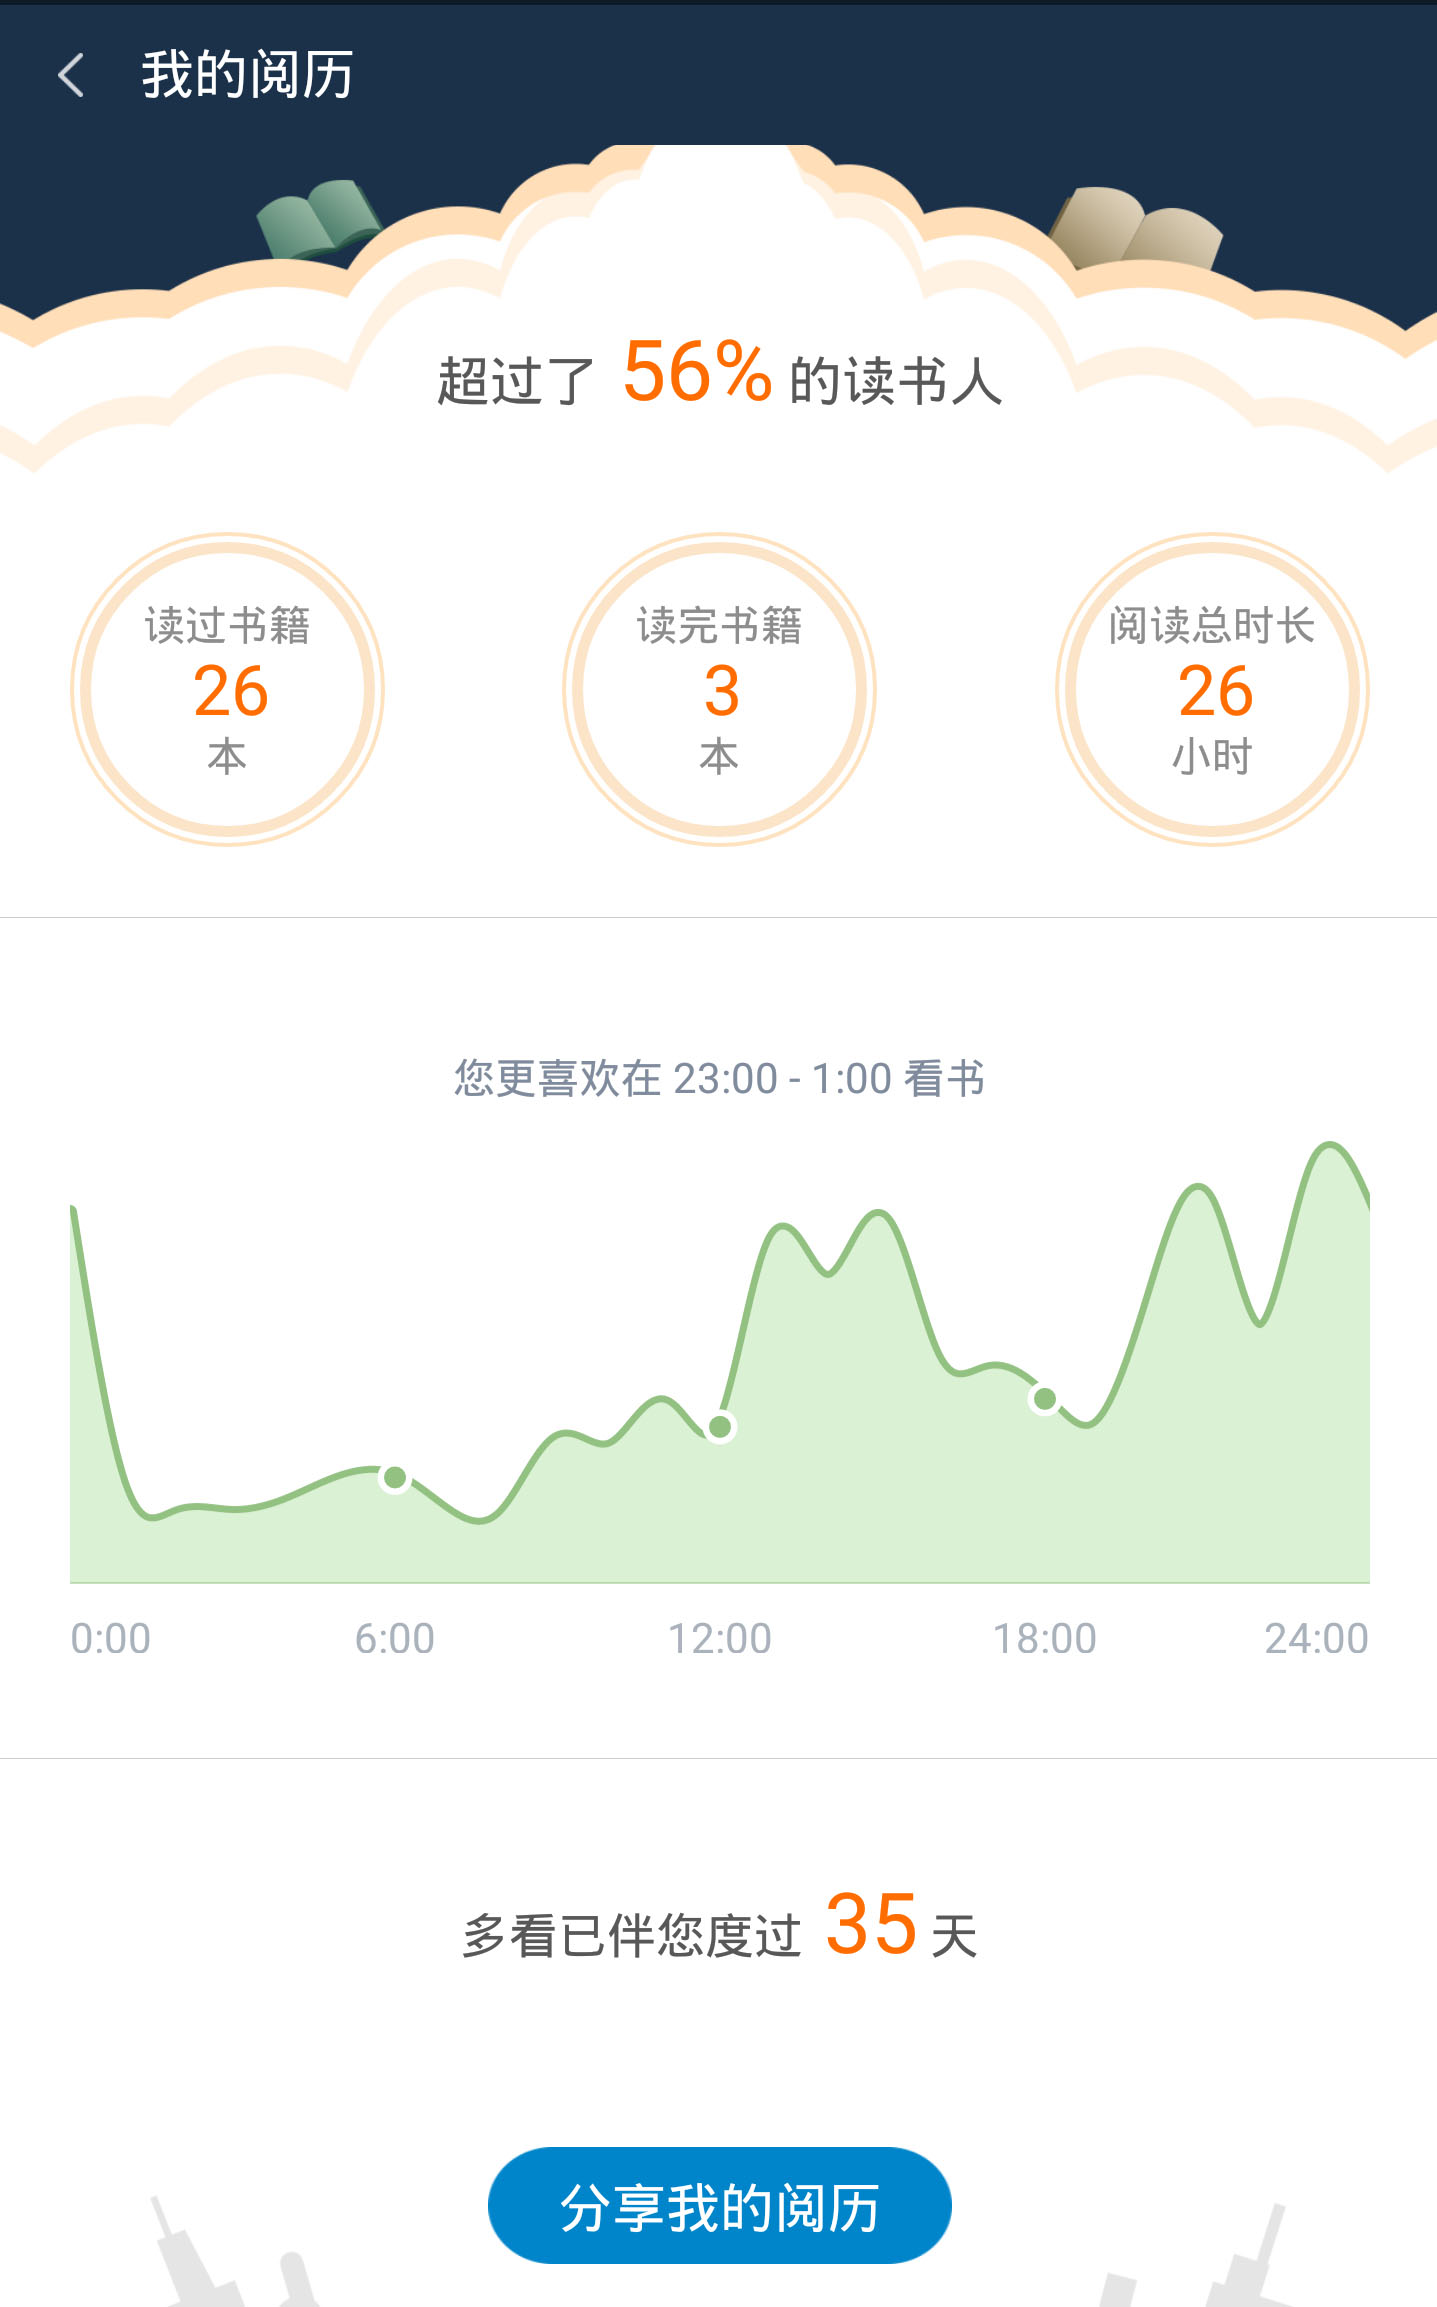 我的阅历
超过了 56% 的读书人
读过书籍
26
本
读完书籍
3
本
阅读总时长
26
小时
您更喜欢在 23:00 - 1:00 看书
0:00 6:00 12:00 18:00 24:00
多看已伴您度过 35 天
分享我的阅历